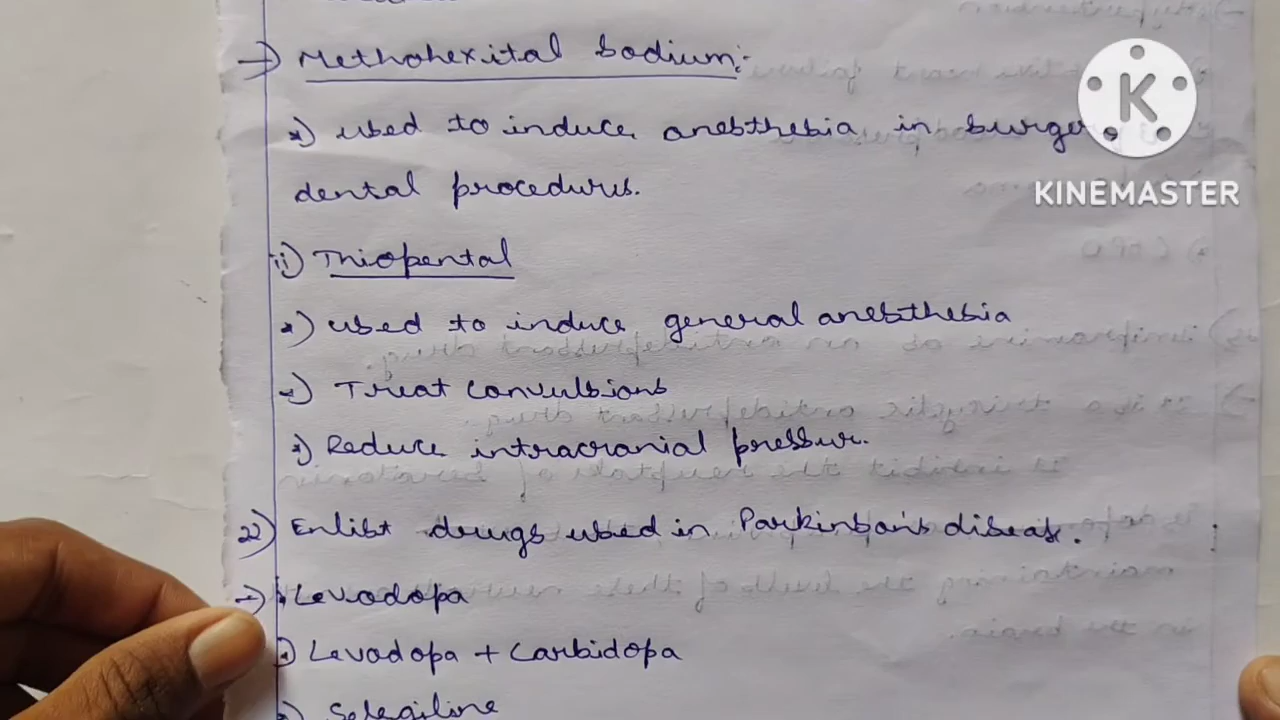 → Methohexital Sodium:-
*) used to induce anesthesia in
dental procedures.
ii) Thiopental
*) used to induce general anesthesia
*) Treat convulsions
*) Reduce intracranial pressure.
22) Enlist drugs used in Parkinson's disease.
→ Levodopa
*) Levodopa + Carbidopa
*) Selegiline
K
KINEMASTER